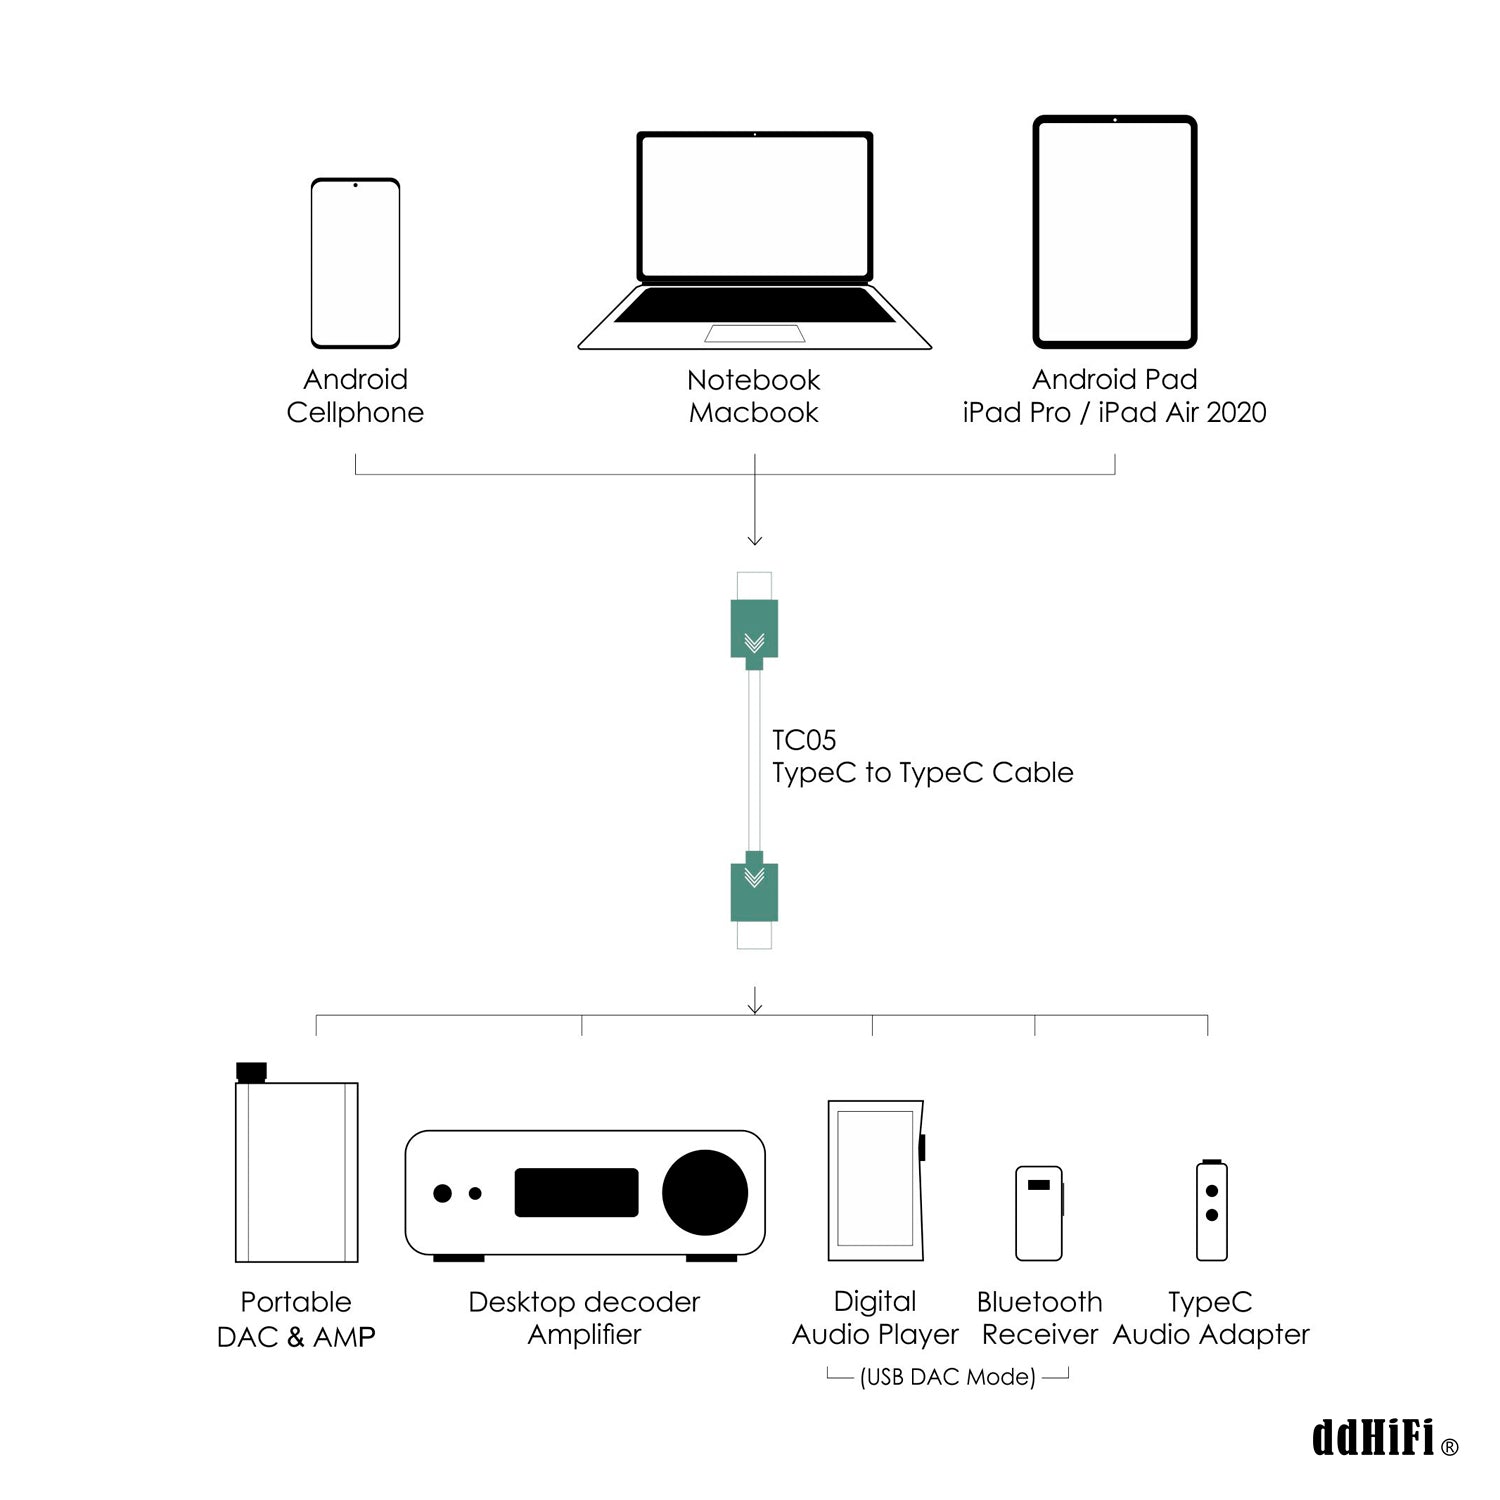 Android
Cellphone
Notebook
Macbook
Android Pad
iPad Pro / iPad Air 2020
TC05
TypeC to TypeC Cable
Portable
DAC & AMP
Desktop decoder
Amplifier
Digital
Audio Player
Bluetooth
Receiver
TypeC
Audio Adapter
(USB DAC Mode)
ddHiFi ®